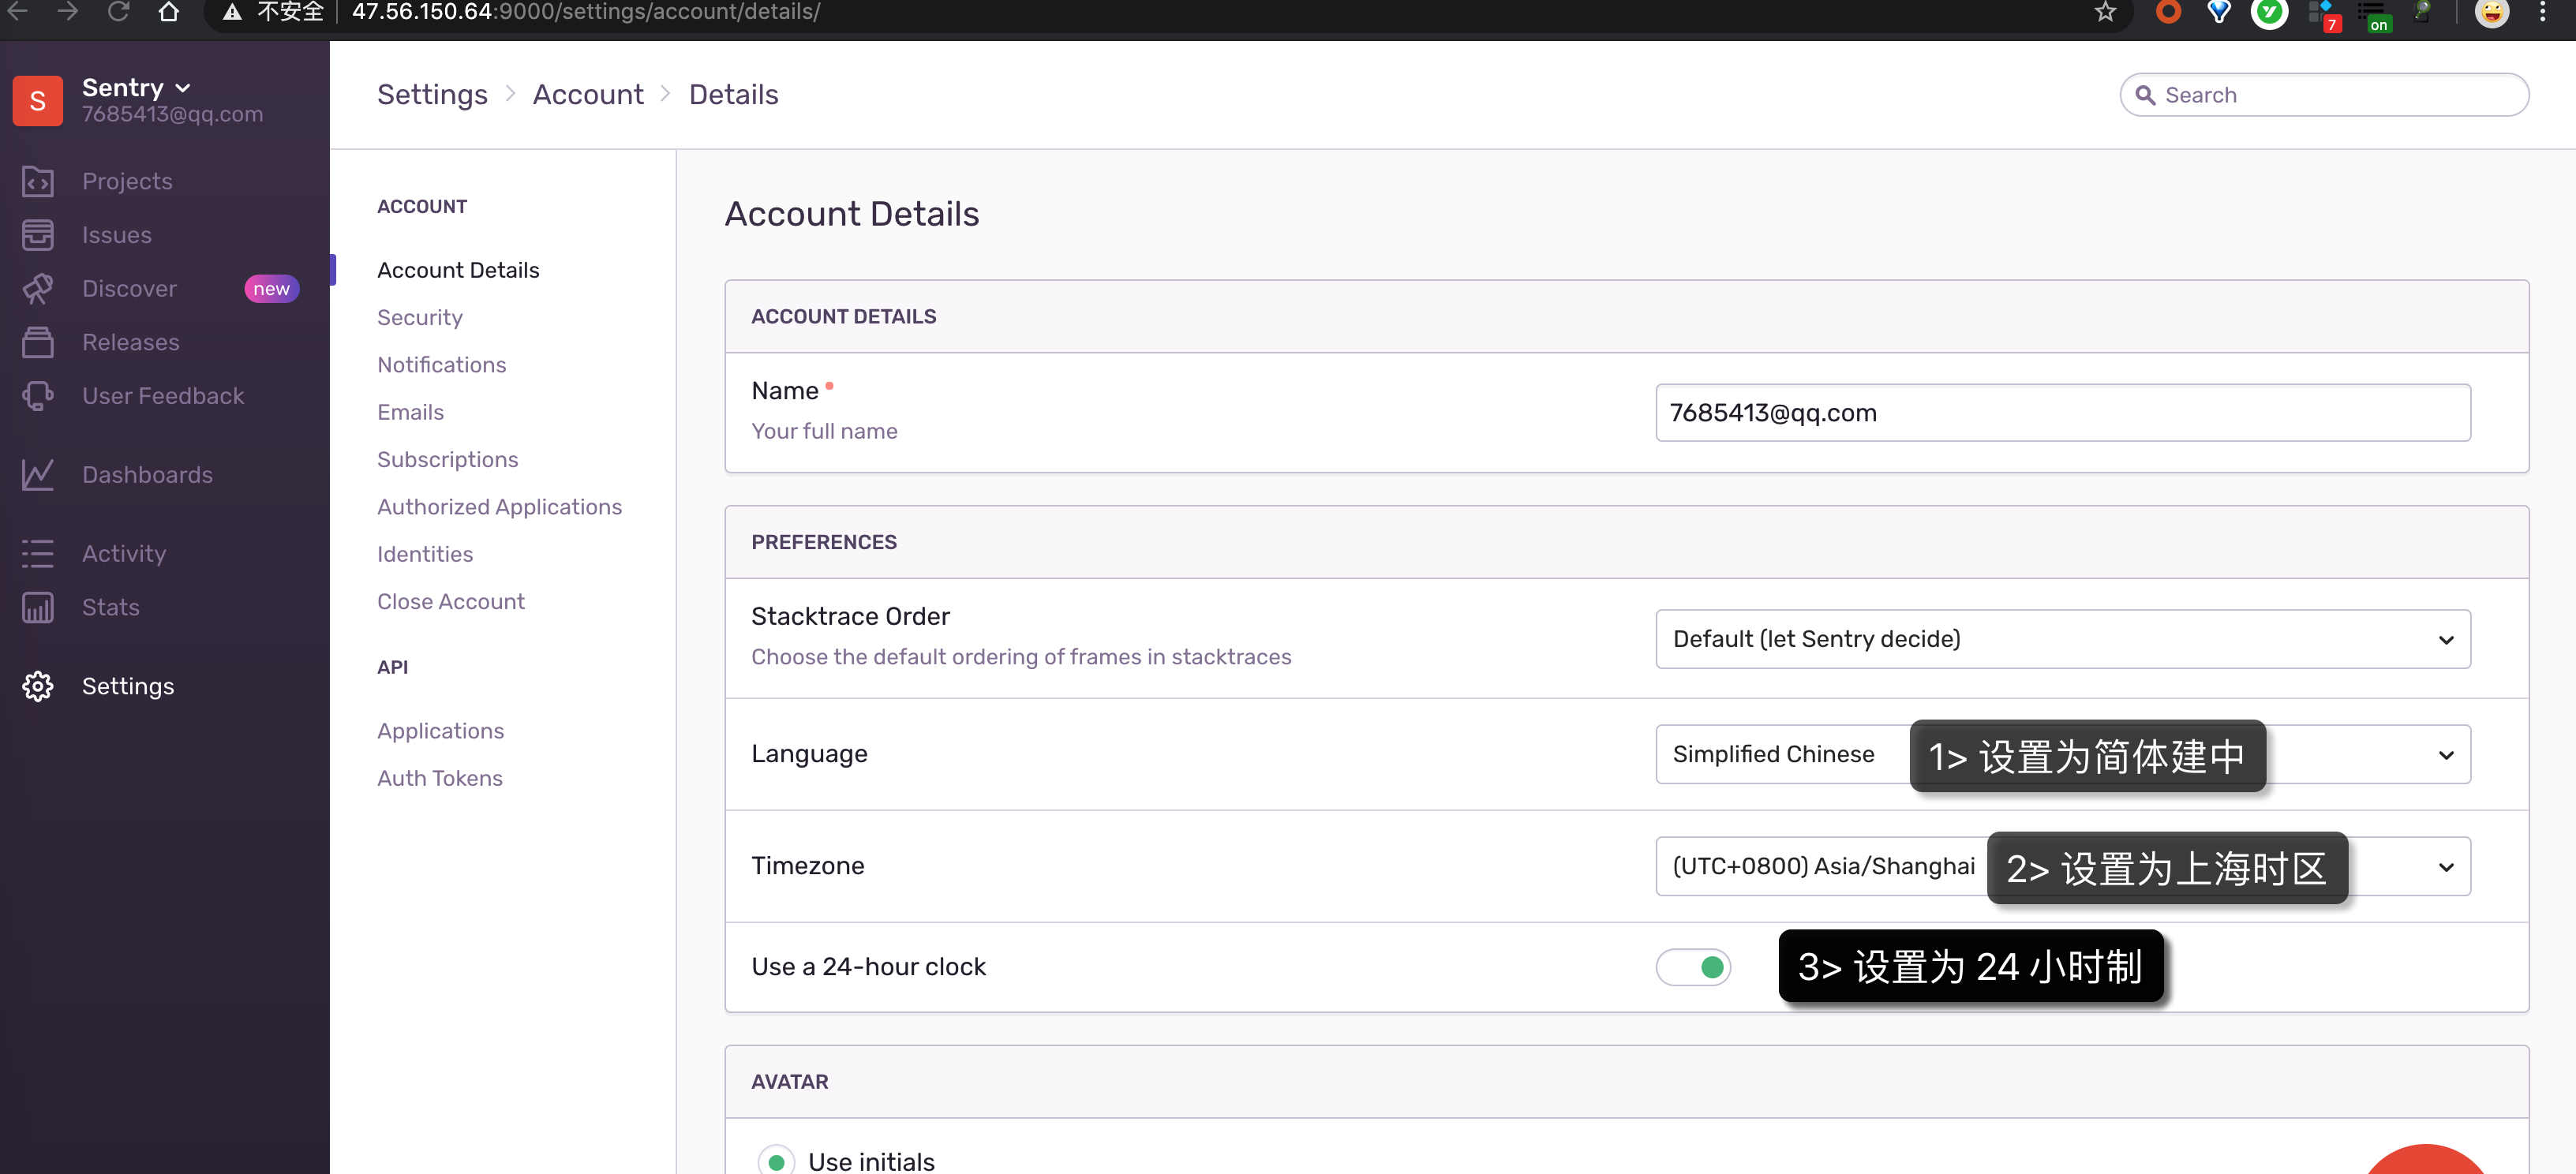 不安全 47.56.150.64:9000/settings/account/details/
7
on
S
Sentry
7685413@qq.com
Projects
Issues
Discover new
Releases
User Feedback
Dashboards
Activity
Stats
Settings
Settings > Account > Details
Search
ACCOUNT
Account Details
Security
Notifications
Emails
Subscriptions
Authorized Applications
Identities
Close Account
API
Applications
Auth Tokens
Account Details
ACCOUNT DETAILS
Name
Your full name
7685413@qq.com
PREFERENCES
Stacktrace Order
Choose the default ordering of frames in stacktraces
Default (let Sentry decide)
Language
Simplified Chinese
1> 设置为简体建中
Timezone
(UTC+0800) Asia/Shanghai
2> 设置为上海时区
Use a 24-hour clock
3> 设置为 24 小时制
AVATAR
Use initials